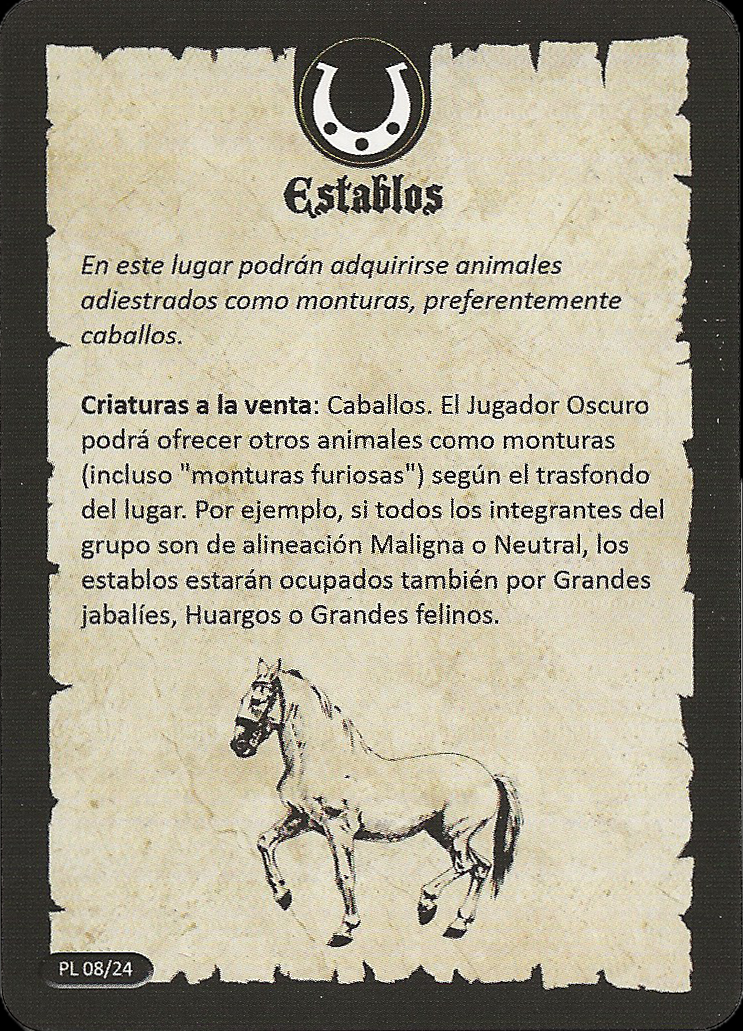 Establos
En este lugar podrán adquirirse animales
adiestrados como monturas, preferentemente
caballos.
Criaturas a la venta: Caballos. El Jugador Oscuro
podrá ofrecer otros animales como monturas
(incluso "monturas furiosas") según el trasfondo
del lugar. Por ejemplo, si todos los integrantes del
grupo son de alineación Maligna o Neutral, los
establos estarán ocupados también por Grandes
jabalíes, Huargos o Grandes felinos.
PL 08/24